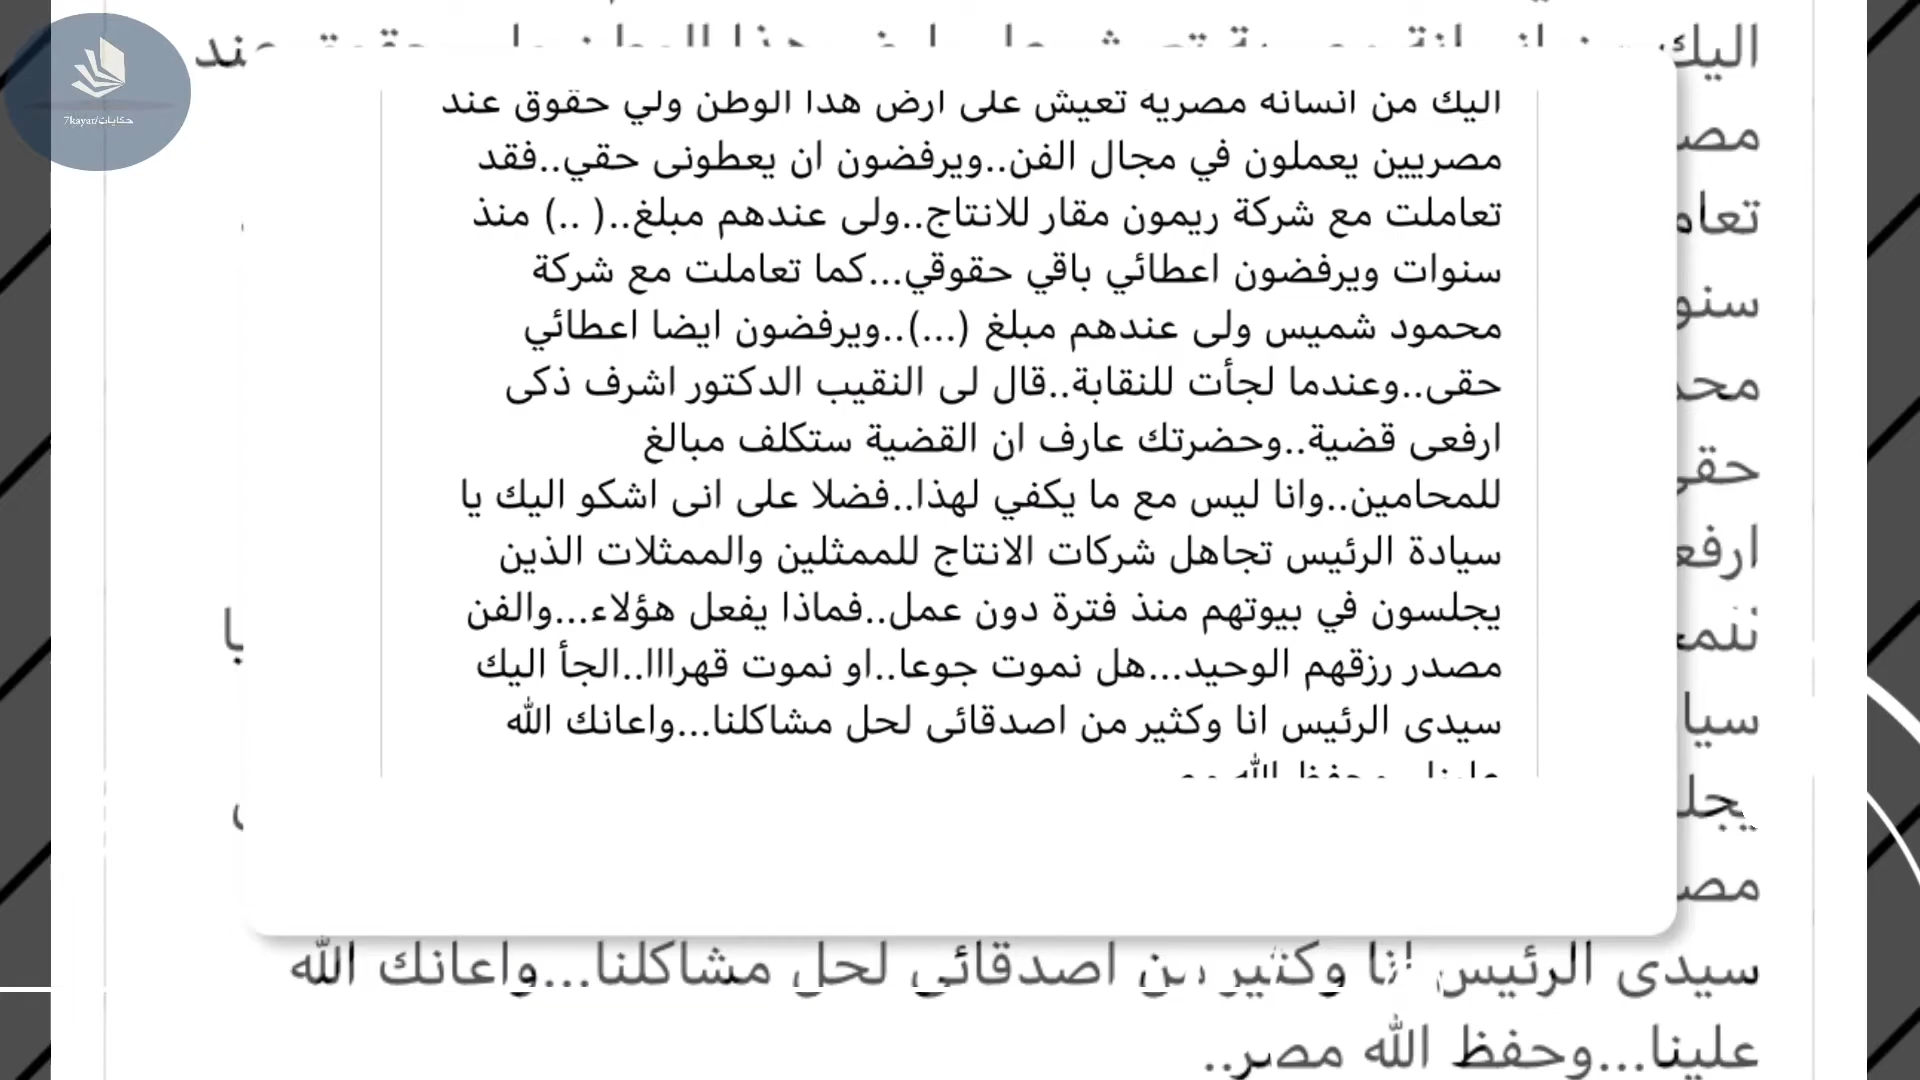 حكايات/7kayat
اليك من انسانه مصريه تعيش على ارض هذا الوطن ولي حقوق عند
مصريين يعملون في مجال الفن..ويرفضون ان يعطونى حقي..فقد
تعاملت مع شركة ريمون مقار للانتاج..ولى عندهم مبلغ..( ..) منذ
سنوات ويرفضون اعطائي باقي حقوقي...كما تعاملت مع شركة
محمود شميس ولى عندهم مبلغ (...)..ويرفضون ايضا اعطائي
حقى..وعندما لجأت للنقابة..قال لى النقيب الدكتور اشرف ذكى
ارفعى قضية..وحضرتك عارف ان القضية ستكلف مبالغ
للمحامين..وانا ليس مع ما يكفي لهذا..فضلا على انى اشكو اليك يا
سيادة الرئيس تجاهل شركات الانتاج للممثلين والممثلات الذين
يجلسون في بيوتهم منذ فترة دون عمل..فماذا يفعل هؤلاء...والفن
مصدر رزقهم الوحيد...هل نموت جوعا..او نموت قهرااا..الجأ اليك
سيدى الرئيس انا وكثير من اصدقائى لحل مشاكلنا...واعانك الله
سيدى الرئيس انا وكثير من اصدقائى لحل مشاكلنا...واعانك الله
علينا...وحفظ الله مصر..